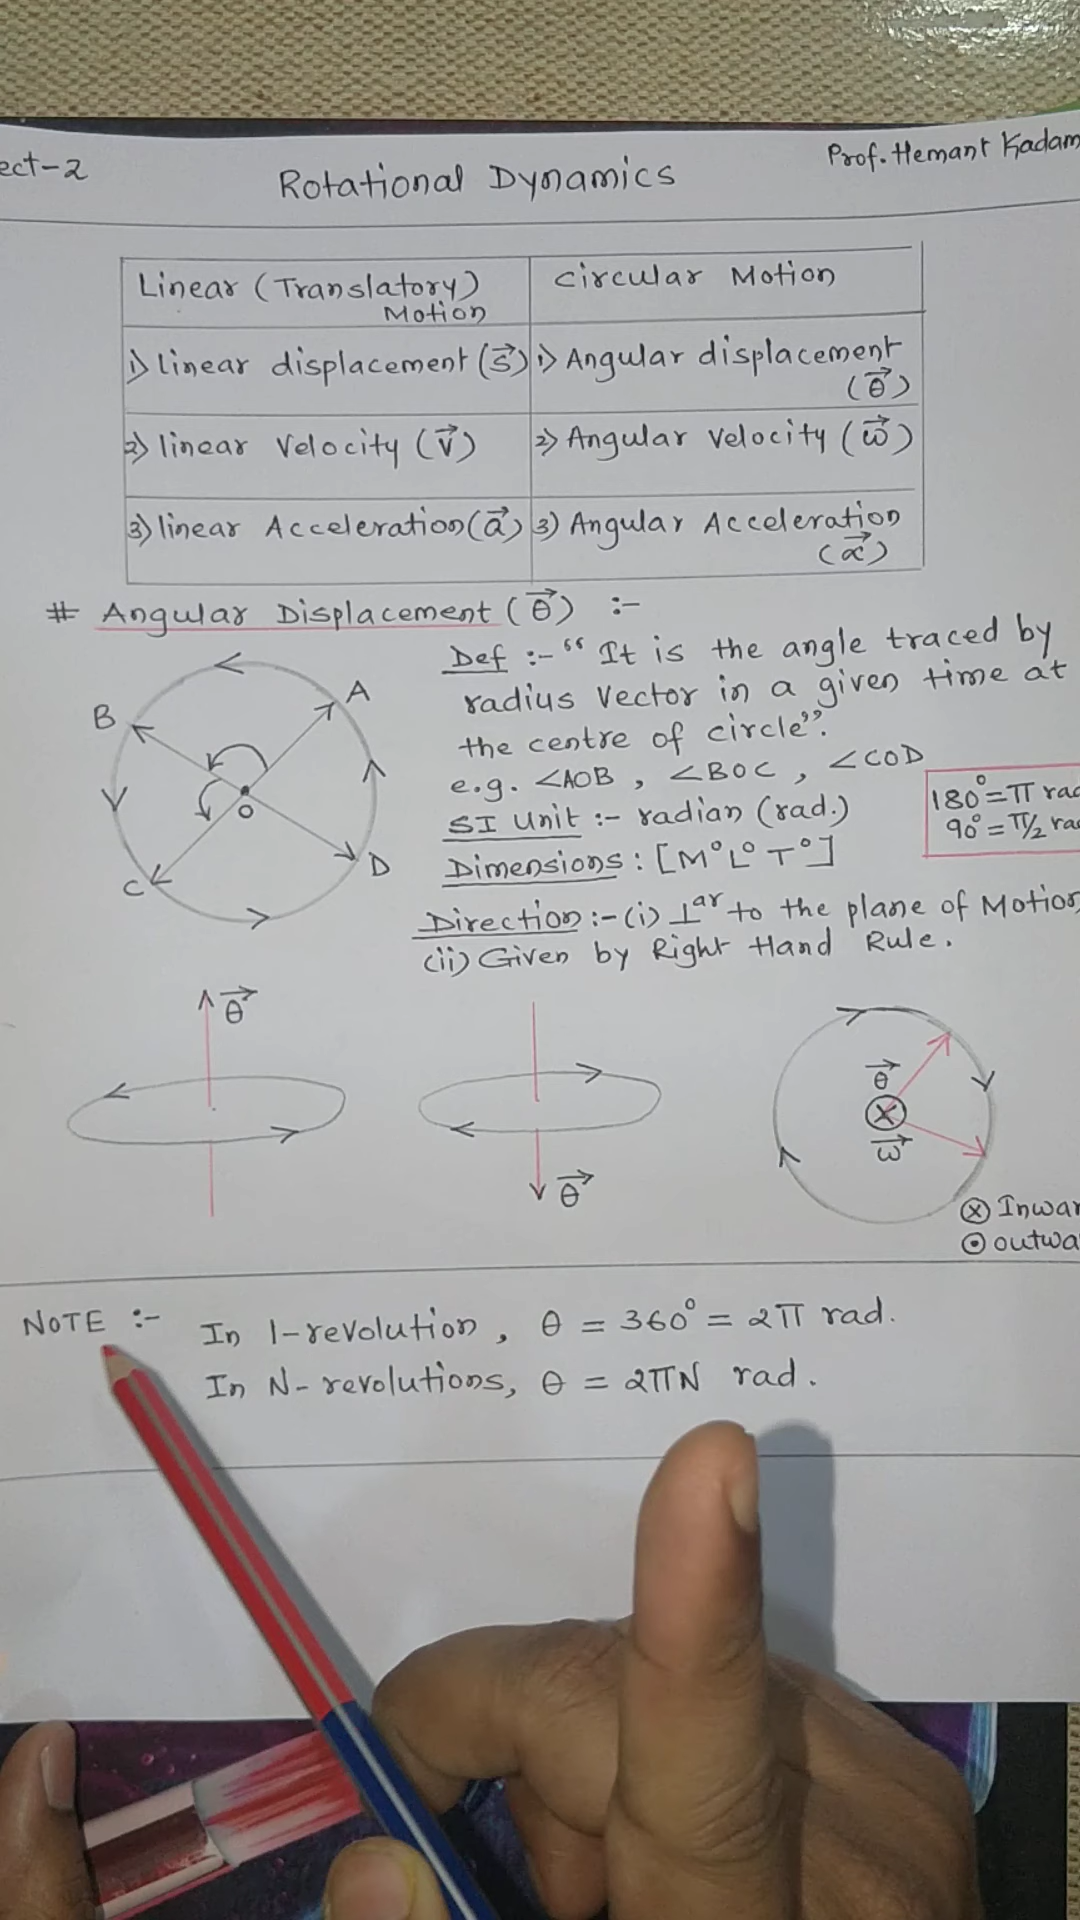 ect-2
Rotational Dynamics
Prof. Hemant Kadam
Linear (Translatory) Motion
Circular Motion
1) linear displacement (s⃗)
1) Angular displacement (θ⃗)
2) linear Velocity (v⃗)
2) Angular Velocity (ω⃗)
3) linear Acceleration (a⃗)
3) Angular Acceleration (α⃗)
# Angular Displacement (θ⃗) :-
Def :- "It is the angle traced by
radius Vector in a given time at
the centre of circle".
e.g. ∠AOB, ∠BOC, ∠COD
SI Unit :- radian (rad.)
180° = π rad
90° = π/2 rad
Dimensions : [M⁰L⁰T⁰]
Direction :- (i) ⊥ar to the plane of Motion
(ii) Given by Right Hand Rule.
A
B
O
C
D
θ⃗
θ⃗
θ⃗
ⓧ
ω⃗
ⓧ Inwar
⊙ outwa
NOTE :- In 1-revolution, θ = 360° = 2π rad.
In N-revolutions, θ = 2πN rad.